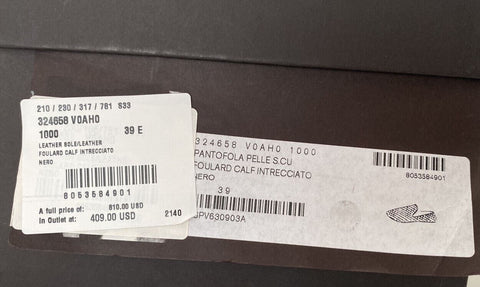 210 / 230 / 317 / 781 S33
324658 V0AH0
1000 39 E
LEATHER SOLE/LEATHER
FOULARD CALF INTRECCIATO
NERO
8053584901
A full price of: 810.00 USD
In Outlet at: 409.00 USD 2140
324658 V0AH0 1000
PANTOFOLA PELLE S.CU
FOULARD CALF INTRECCIATO
NERO
39
8053584901